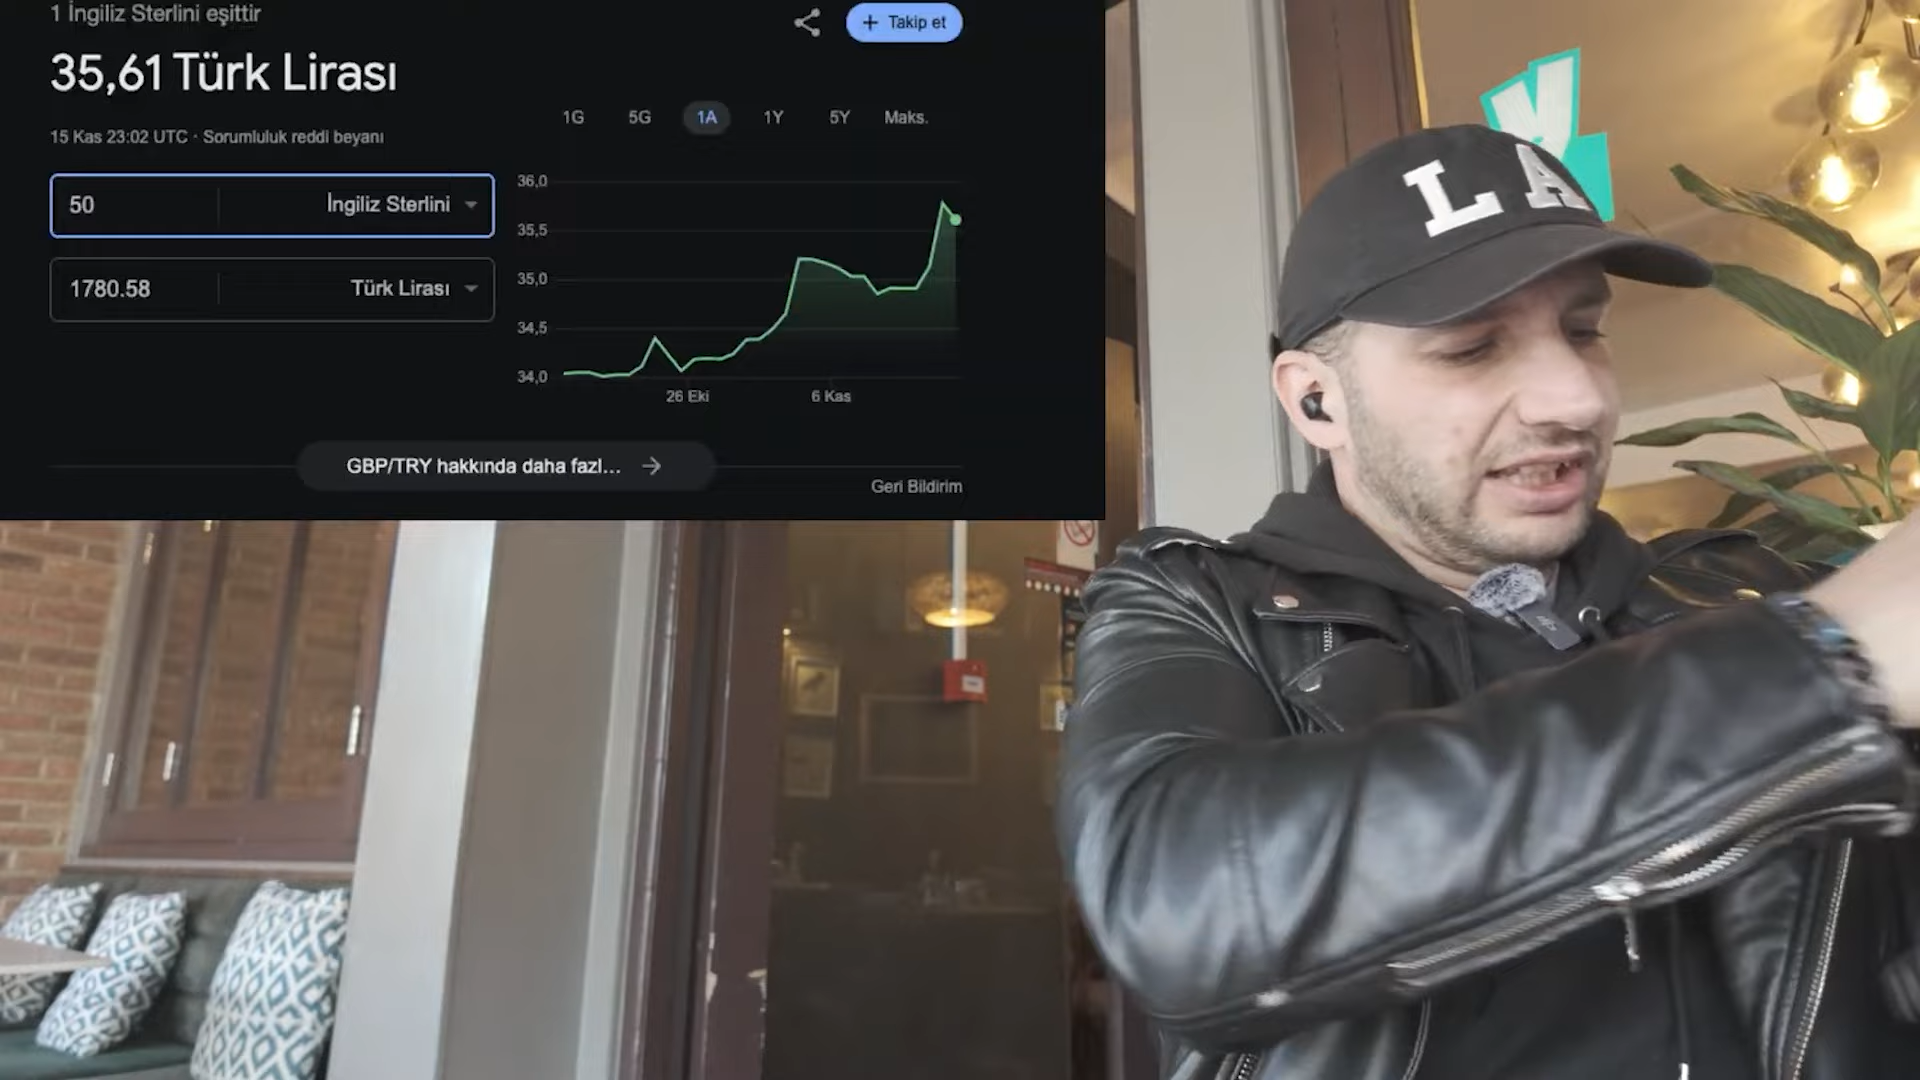 1 İngiliz Sterlini eşittir
Takip et
35,61 Türk Lirası
15 Kas 23:02 UTC · Sorumluluk reddi beyanı
1G 5G 1A 1Y 5Y Maks.
50 İngiliz Sterlini
1780.58 Türk Lirası
36,0
35,5
35,0
34,5
34,0
26 Eki 6 Kas
GBP/TRY hakkında daha fazl...
Geri Bildirim
LA